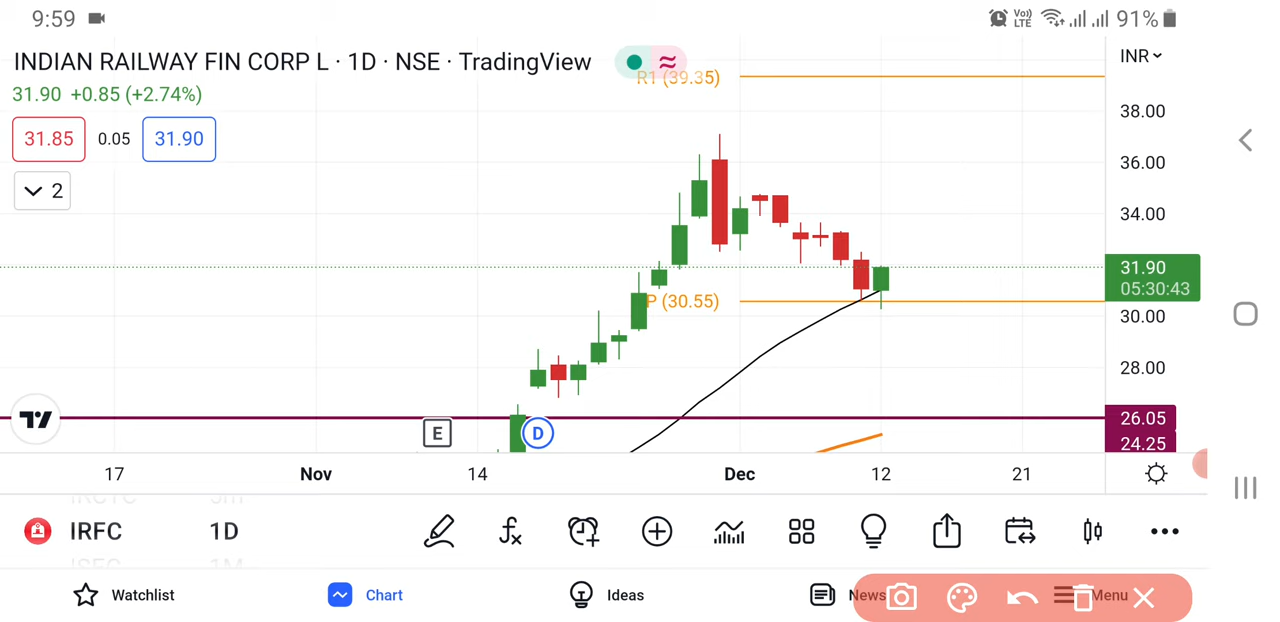 9:59
Vo)
LTE
91%
INDIAN RAILWAY FIN CORP L · 1D · NSE · TradingView
INR
R1 (39.35)
31.90 +0.85 (+2.74%)
38.00
31.85 0.05 31.90
36.00
2
34.00
31.90
05:30:43
P (30.55)
30.00
28.00
26.05
E D
24.25
17 Nov 14 Dec 12 21
IRFC 1D
1M
Watchlist Chart Ideas News Menu